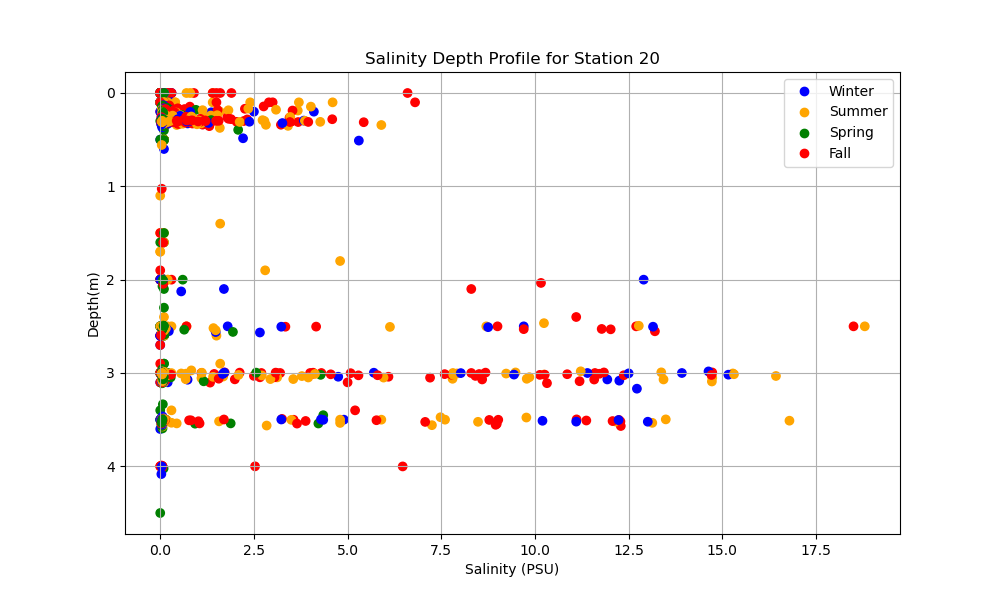 Salinity Depth Profile for Station 20
Winter
Summer
Spring
Fall
0
1
2
3
4
Depth(m)
0.0 2.5 5.0 7.5 10.0 12.5 15.0 17.5
Salinity (PSU)